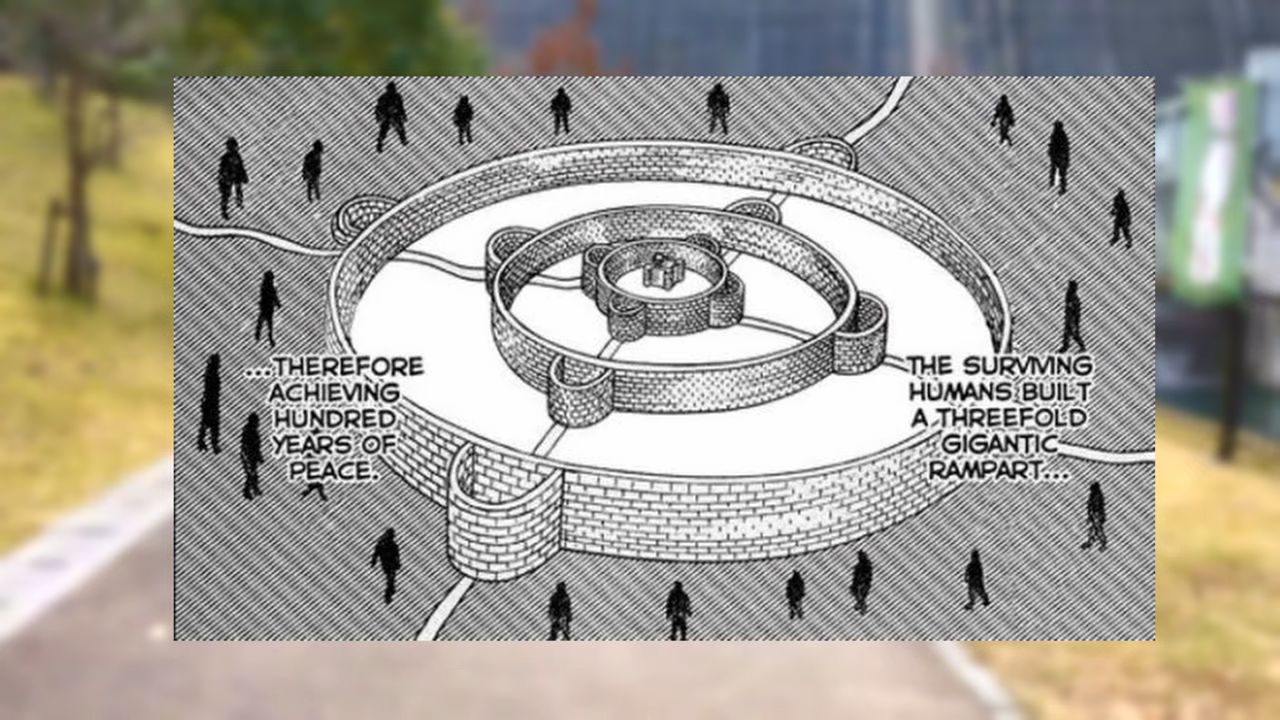 THE SURVIVING
HUMANS BUILT
A THREEFOLD
GIGANTIC
RAMPART...
...THEREFORE
ACHIEVING
HUNDRED
YEARS OF
PEACE.